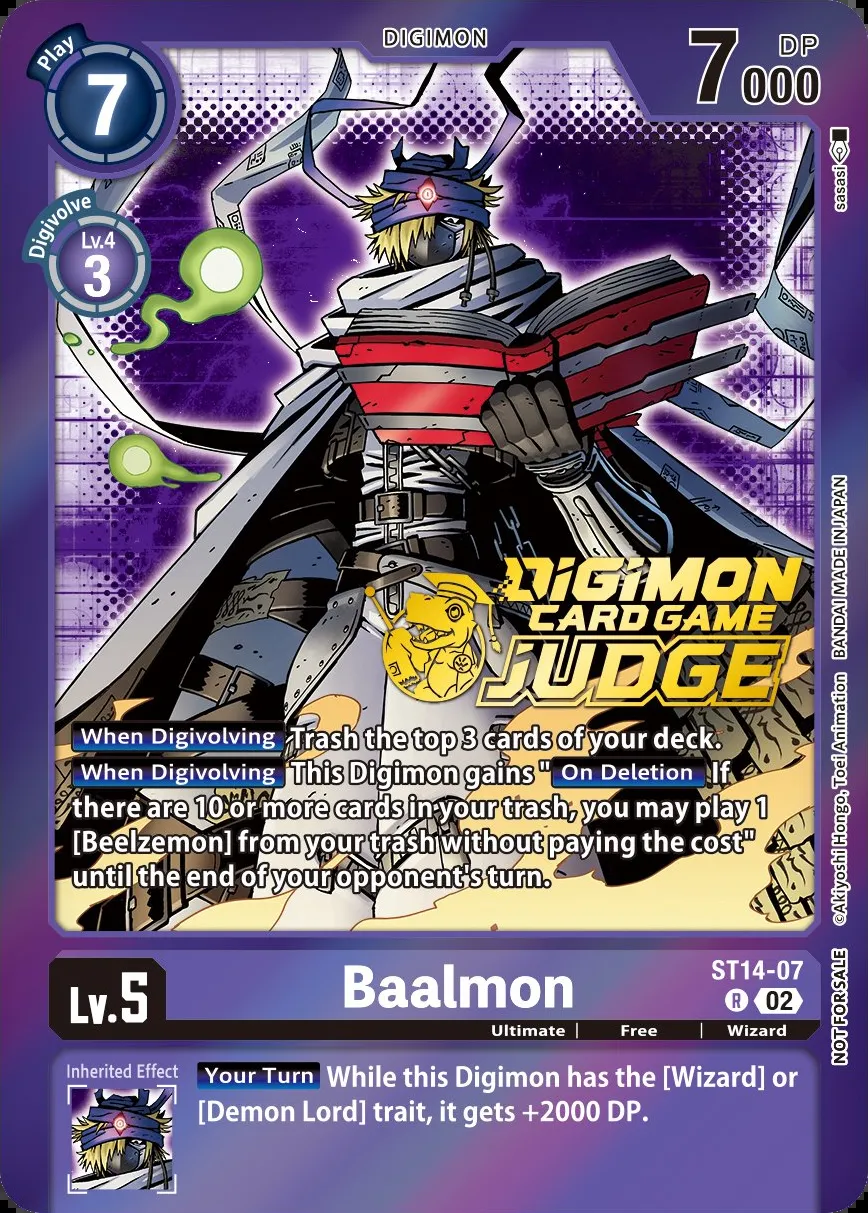 DIGIMON
Play
7
7000
DP
Digivolve
Lv.4
3
sasasi
DIGIMON
CARD GAME
JUDGE
When Digivolving Trash the top 3 cards of your deck.
When Digivolving This Digimon gains " On Deletion If
there are 10 or more cards in your trash, you may play 1
[Beelzemon] from your trash without paying the cost"
until the end of your opponent's turn.
©Akiyoshi Hongo, Toei Animation BANDAI MADE IN JAPAN
NOT FOR SALE
Lv.5
Baalmon
ST14-07
R 02
Ultimate | Free | Wizard
Inherited Effect
Your Turn While this Digimon has the [Wizard] or
[Demon Lord] trait, it gets +2000 DP.